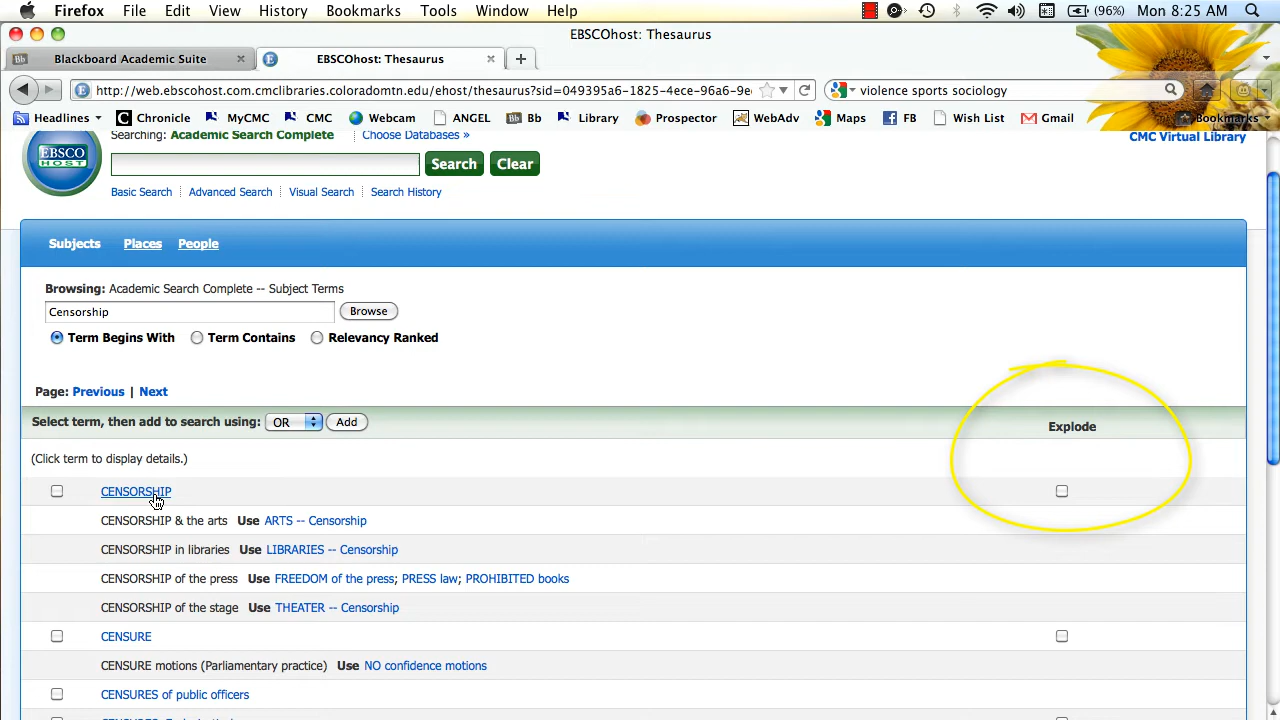 Firefox File Edit View History Bookmarks Tools Window Help (96%) Mon 8:25 AM
EBSCOhost: Thesaurus
Bb Blackboard Academic Suite × E EBSCOhost: Thesaurus × +
http://web.ebscohost.com.cmclibraries.coloradomtn.edu/ehost/thesaurus?sid=049395a6-1825-4ece-96a6-9e violence sports sociology
Headlines Chronicle MyCMC CMC Webcam ANGEL Bb Library Prospector WebAdv Maps FB Wish List Gmail Bookmarks
Searching: Academic Search Complete Choose Databases » CMC Virtual Library
EBSCO HOST Search Clear
Basic Search Advanced Search Visual Search Search History
Subjects Places People
Browsing: Academic Search Complete -- Subject Terms
Censorship Browse
Term Begins With Term Contains Relevancy Ranked
Page: Previous | Next
Select term, then add to search using: OR Add Explode
(Click term to display details.)
CENSORSHIP
CENSORSHIP & the arts Use ARTS -- Censorship
CENSORSHIP in libraries Use LIBRARIES -- Censorship
CENSORSHIP of the press Use FREEDOM of the press; PRESS law; PROHIBITED books
CENSORSHIP of the stage Use THEATER -- Censorship
CENSURE
CENSURE motions (Parliamentary practice) Use NO confidence motions
CENSURES of public officers